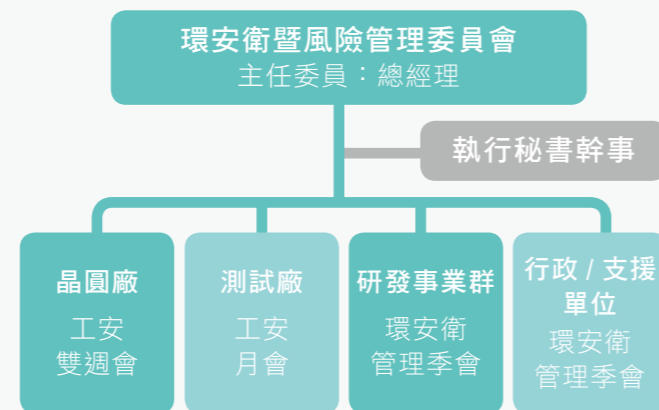 環安衛暨風險管理委員會
主任委員：總經理
執行秘書幹事
晶圓廠
工安
雙週會
測試廠
工安
月會
研發事業群
環安衛
管理季會
行政 / 支援
單位
環安衛
管理季會